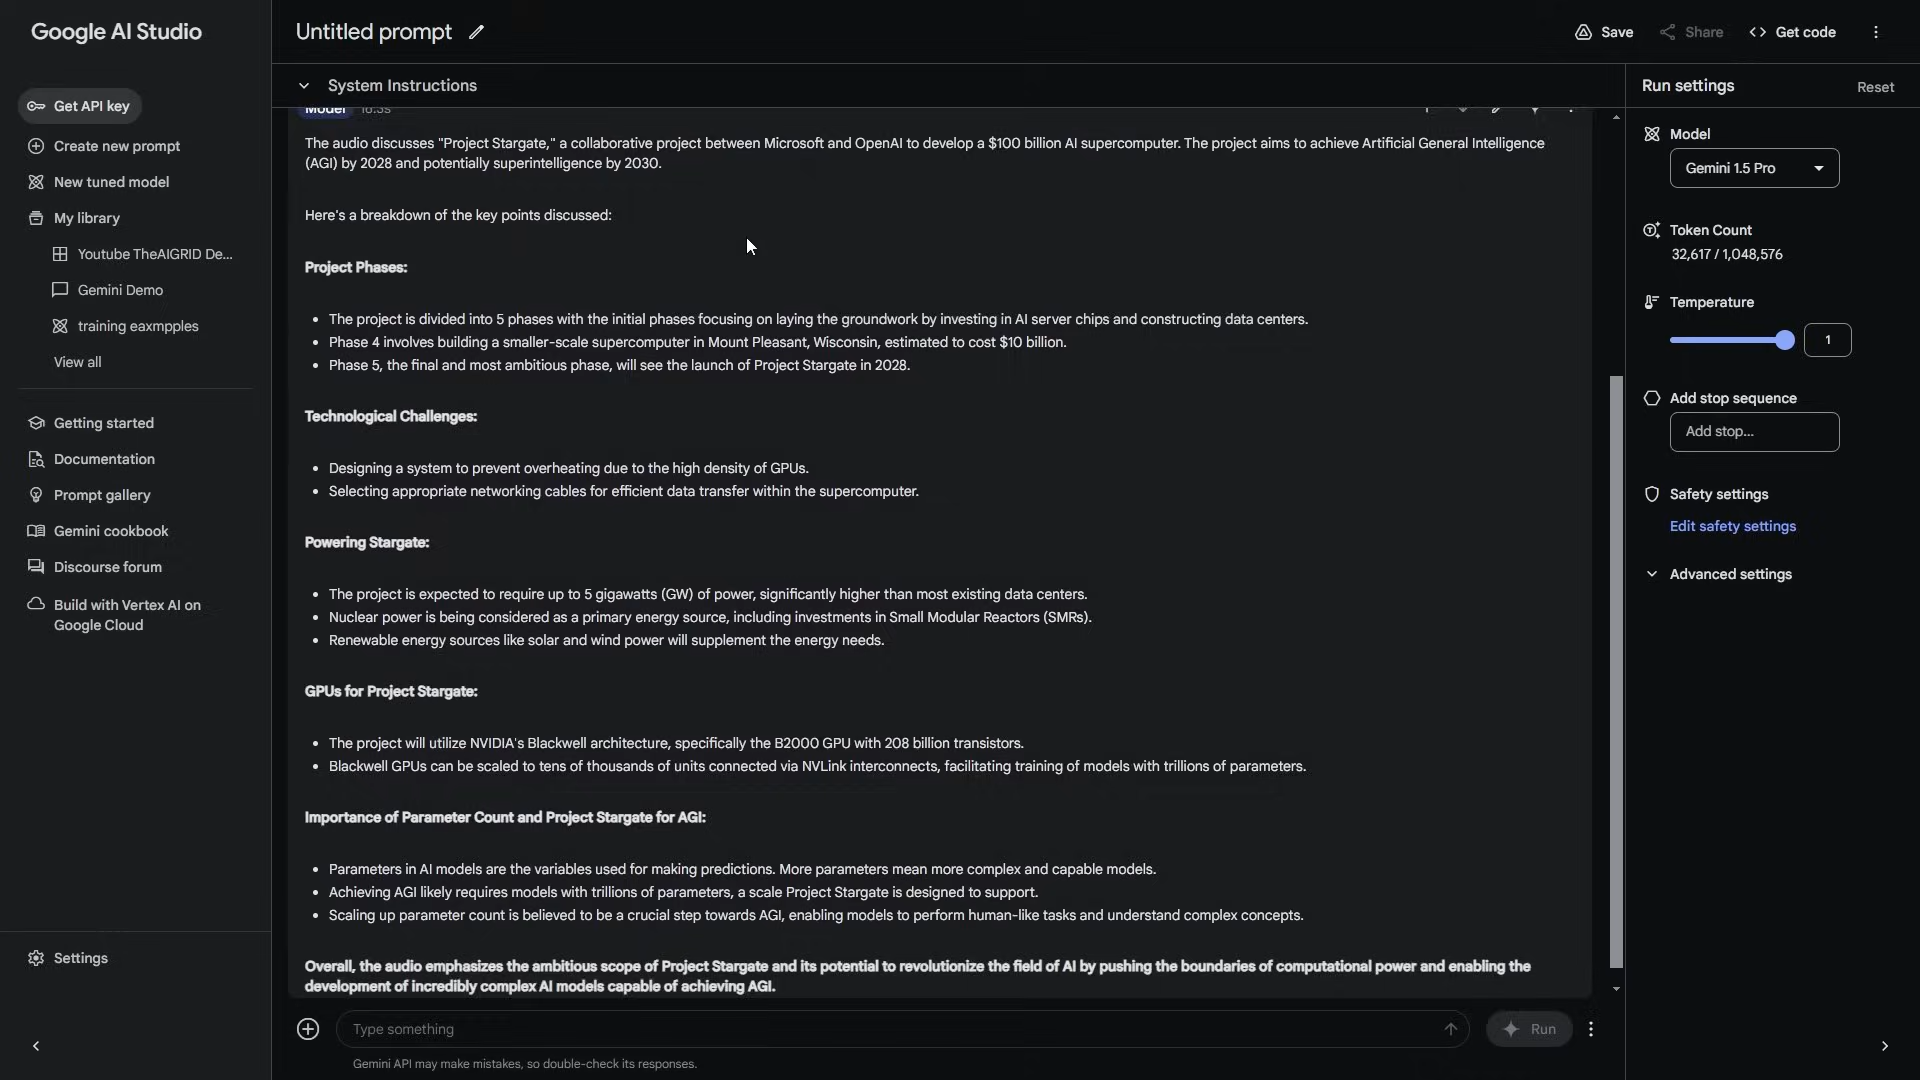 Google AI Studio
Get API key
Create new prompt
New tuned model
My library
Youtube TheAIGRID De...
Gemini Demo
training eaxmpples
View all
Getting started
Documentation
Prompt gallery
Gemini cookbook
Discourse forum
Build with Vertex AI on
Google Cloud
Settings
Untitled prompt
Save
Share
Get code
System Instructions
Model 16.3s
The audio discusses "Project Stargate," a collaborative project between Microsoft and OpenAI to develop a $100 billion AI supercomputer. The project aims to achieve Artificial General Intelligence
(AGI) by 2028 and potentially superintelligence by 2030.
Here's a breakdown of the key points discussed:
Project Phases:
• The project is divided into 5 phases with the initial phases focusing on laying the groundwork by investing in AI server chips and constructing data centers.
• Phase 4 involves building a smaller-scale supercomputer in Mount Pleasant, Wisconsin, estimated to cost $10 billion.
• Phase 5, the final and most ambitious phase, will see the launch of Project Stargate in 2028.
Technological Challenges:
• Designing a system to prevent overheating due to the high density of GPUs.
• Selecting appropriate networking cables for efficient data transfer within the supercomputer.
Powering Stargate:
• The project is expected to require up to 5 gigawatts (GW) of power, significantly higher than most existing data centers.
• Nuclear power is being considered as a primary energy source, including investments in Small Modular Reactors (SMRs).
• Renewable energy sources like solar and wind power will supplement the energy needs.
GPUs for Project Stargate:
• The project will utilize NVIDIA's Blackwell architecture, specifically the B2000 GPU with 208 billion transistors.
• Blackwell GPUs can be scaled to tens of thousands of units connected via NVLink interconnects, facilitating training of models with trillions of parameters.
Importance of Parameter Count and Project Stargate for AGI:
• Parameters in AI models are the variables used for making predictions. More parameters mean more complex and capable models.
• Achieving AGI likely requires models with trillions of parameters, a scale Project Stargate is designed to support.
• Scaling up parameter count is believed to be a crucial step towards AGI, enabling models to perform human-like tasks and understand complex concepts.
Overall, the audio emphasizes the ambitious scope of Project Stargate and its potential to revolutionize the field of AI by pushing the boundaries of computational power and enabling the
development of incredibly complex AI models capable of achieving AGI.
Type something
Run
Gemini API may make mistakes, so double-check its responses.
Run settings
Reset
Model
Gemini 1.5 Pro
Token Count
32,617 / 1,048,576
Temperature
1
Add stop sequence
Add stop...
Safety settings
Edit safety settings
Advanced settings